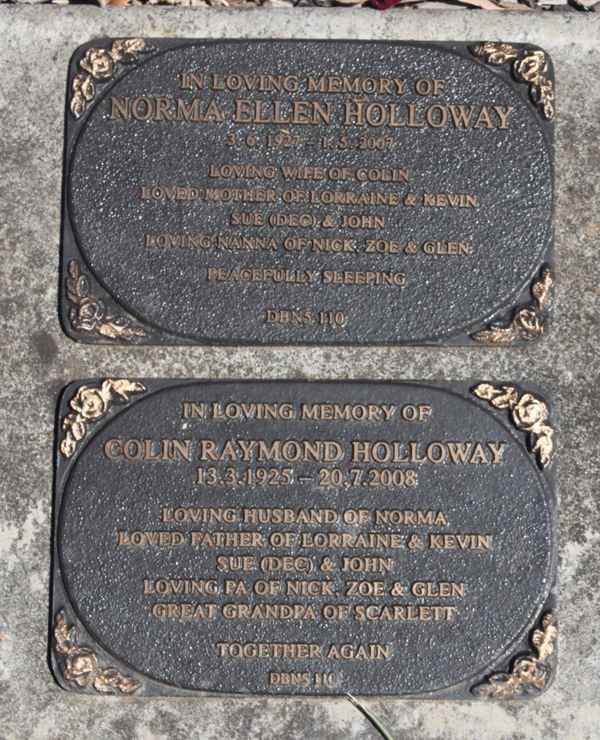 IN LOVING MEMORY OF
NORMA ELLEN HOLLOWAY
3. 6. 1927 – 1. 5. 2007
LOVING WIFE OF COLIN
LOVED MOTHER OF LORRAINE & KEVIN
SUE (DEC) & JOHN
LOVING NANNA OF NICK, ZOE & GLEN
PEACEFULLY SLEEPING
DBN5 110
IN LOVING MEMORY OF
COLIN RAYMOND HOLLOWAY
13.3.1925 – 20.7.2008
LOVING HUSBAND OF NORMA
LOVED FATHER OF LORRAINE & KEVIN
SUE (DEC) & JOHN
LOVING PA OF NICK, ZOE & GLEN
GREAT GRANDPA OF SCARLETT
TOGETHER AGAIN
DBN5 110